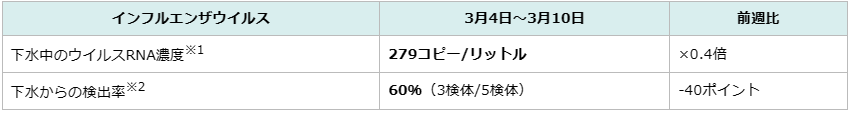 インフルエンザウイルス 3月4日～3月10日 前週比
下水中のウイルスRNA濃度※1 279コピー/リットル ×0.4倍
下水からの検出率※2 60%（3検体/5検体） -40ポイント